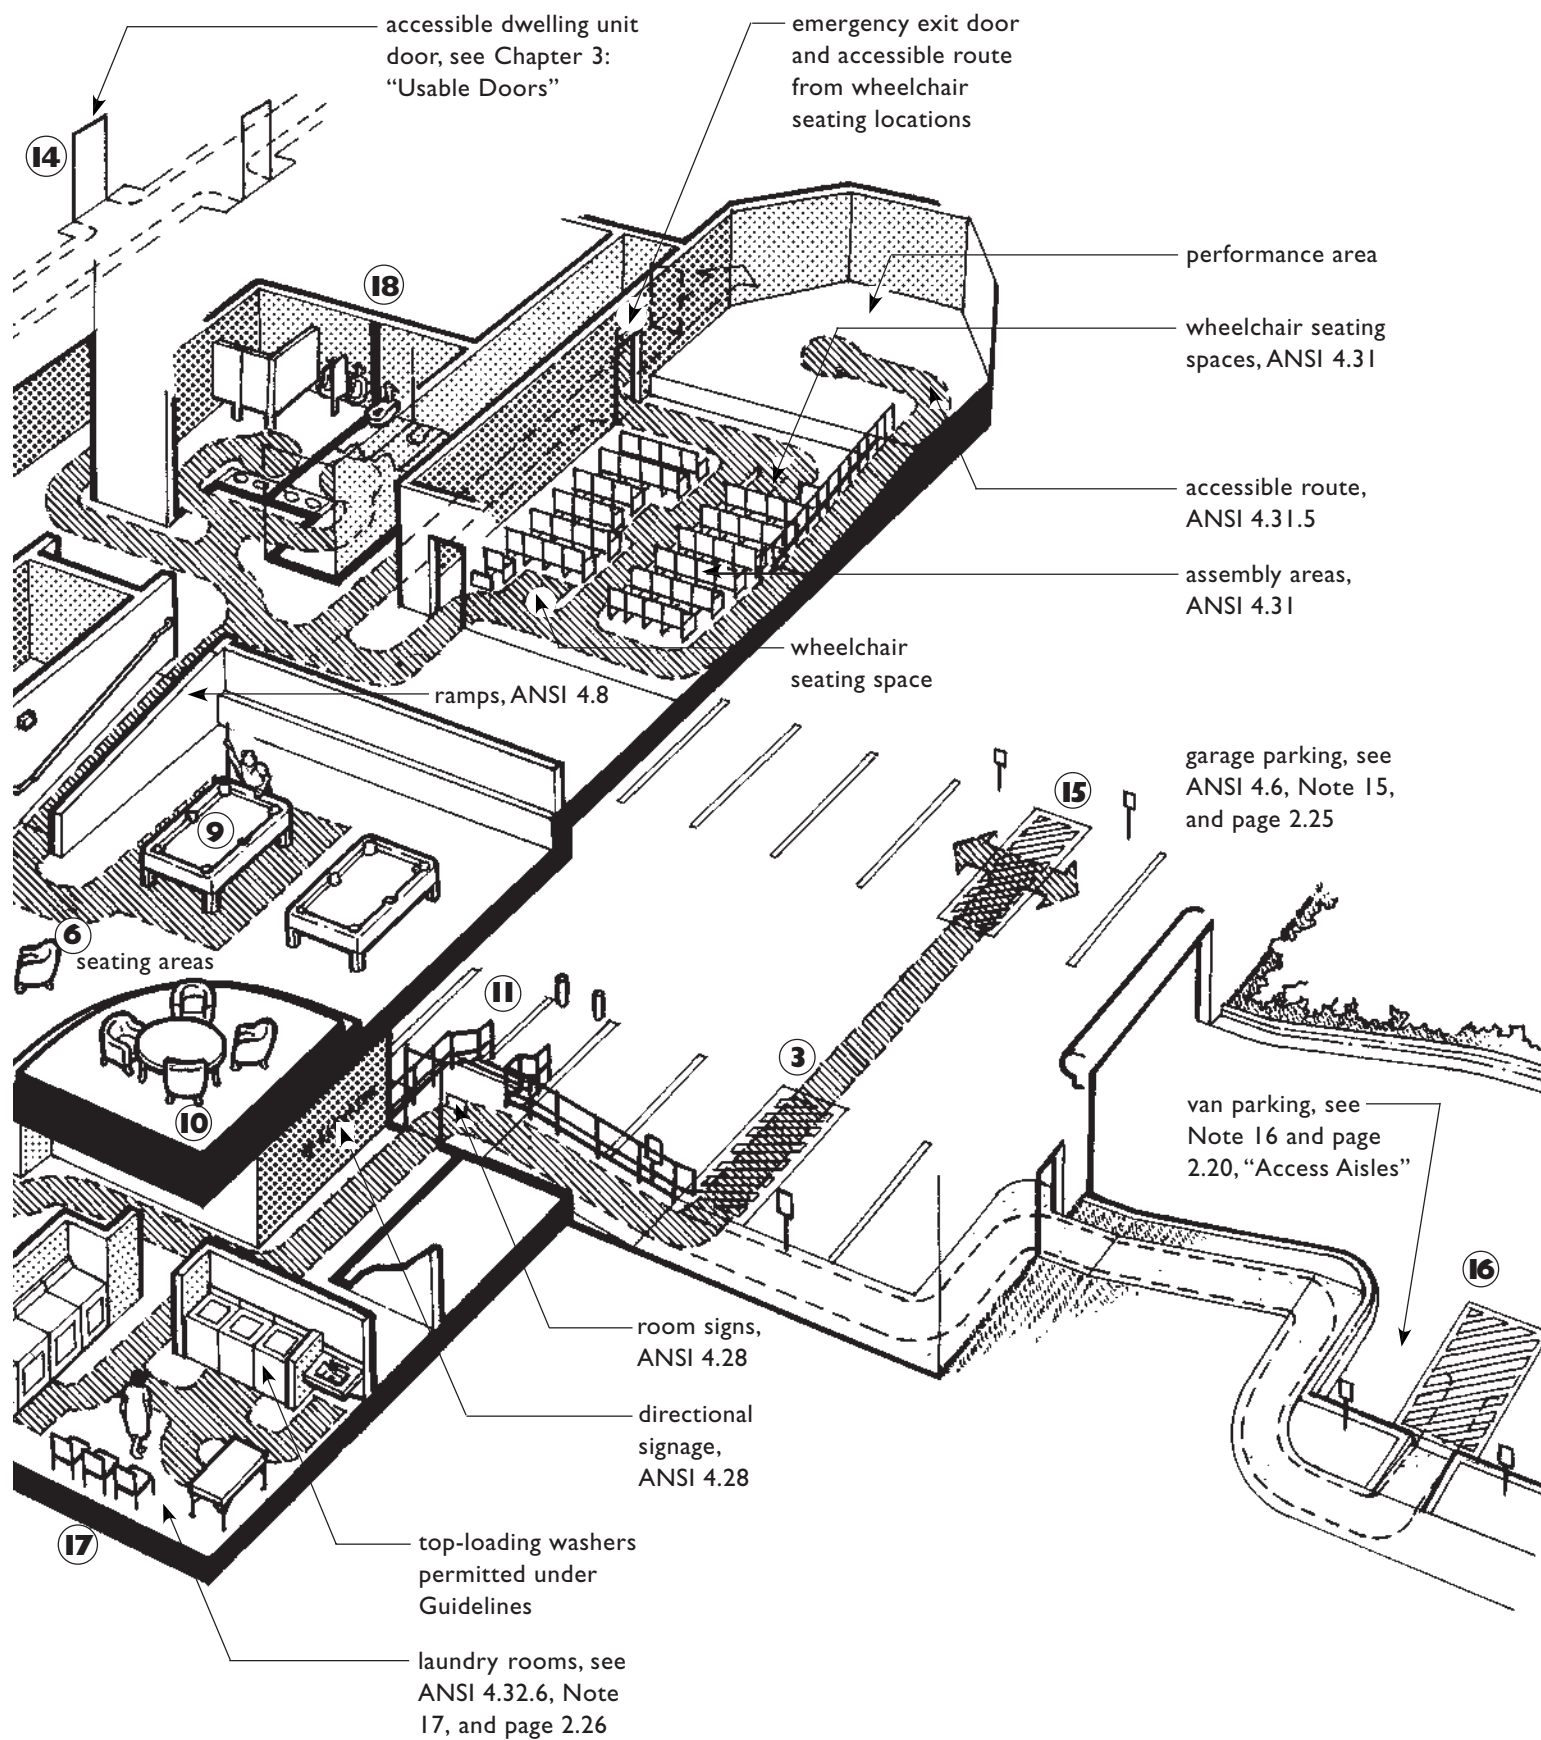 accessible dwelling unit
door, see Chapter 3:
“Usable Doors”
emergency exit door
and accessible route
from wheelchair
seating locations
14
18
performance area
wheelchair seating
spaces, ANSI 4.31
accessible route,
ANSI 4.31.5
assembly areas,
ANSI 4.31
wheelchair
seating space
ramps, ANSI 4.8
garage parking, see
ANSI 4.6, Note 15,
and page 2.25
15
9
6
seating areas
11
3
10
van parking, see
Note 16 and page
2.20, “Access Aisles”
16
room signs,
ANSI 4.28
directional
signage,
ANSI 4.28
17
top-loading washers
permitted under
Guidelines
laundry rooms, see
ANSI 4.32.6, Note
17, and page 2.26